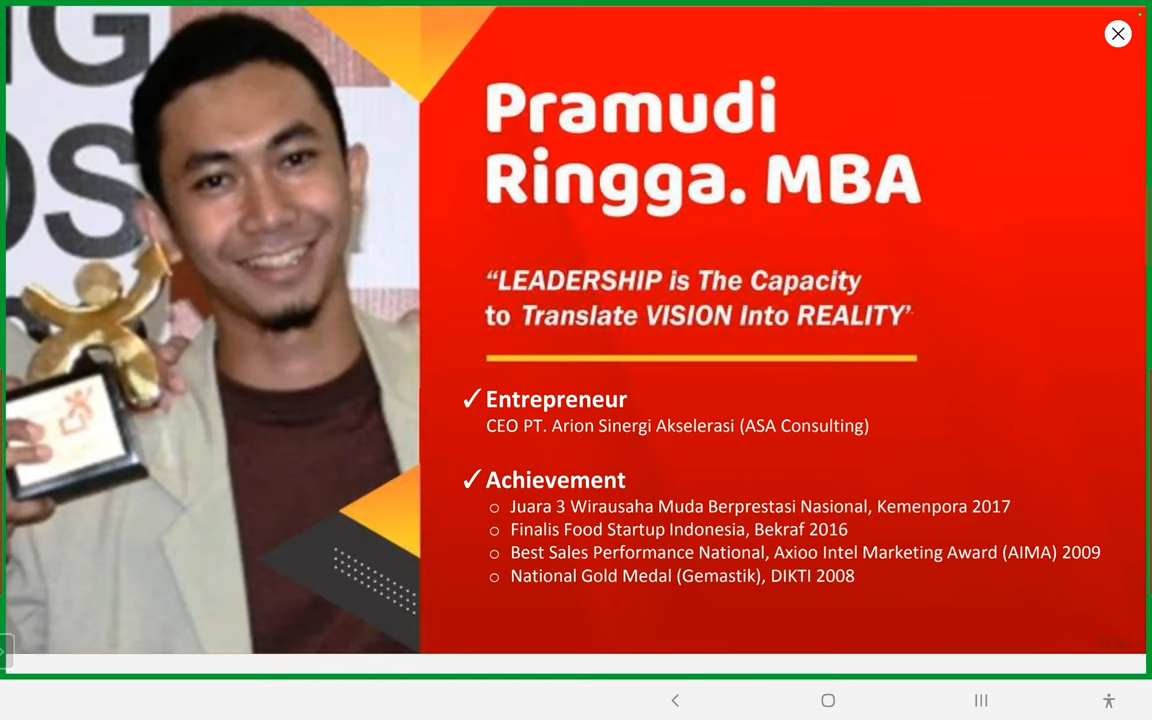 Pramudi
Ringga. MBA
“LEADERSHIP is The Capacity
to Translate VISION Into REALITY”
✓Entrepreneur
CEO PT. Arion Sinergi Akselerasi (ASA Consulting)
✓Achievement
o Juara 3 Wirausaha Muda Berprestasi Nasional, Kemenpora 2017
o Finalis Food Startup Indonesia, Bekraf 2016
o Best Sales Performance National, Axioo Intel Marketing Award (AIMA) 2009
o National Gold Medal (Gemastik), DIKTI 2008